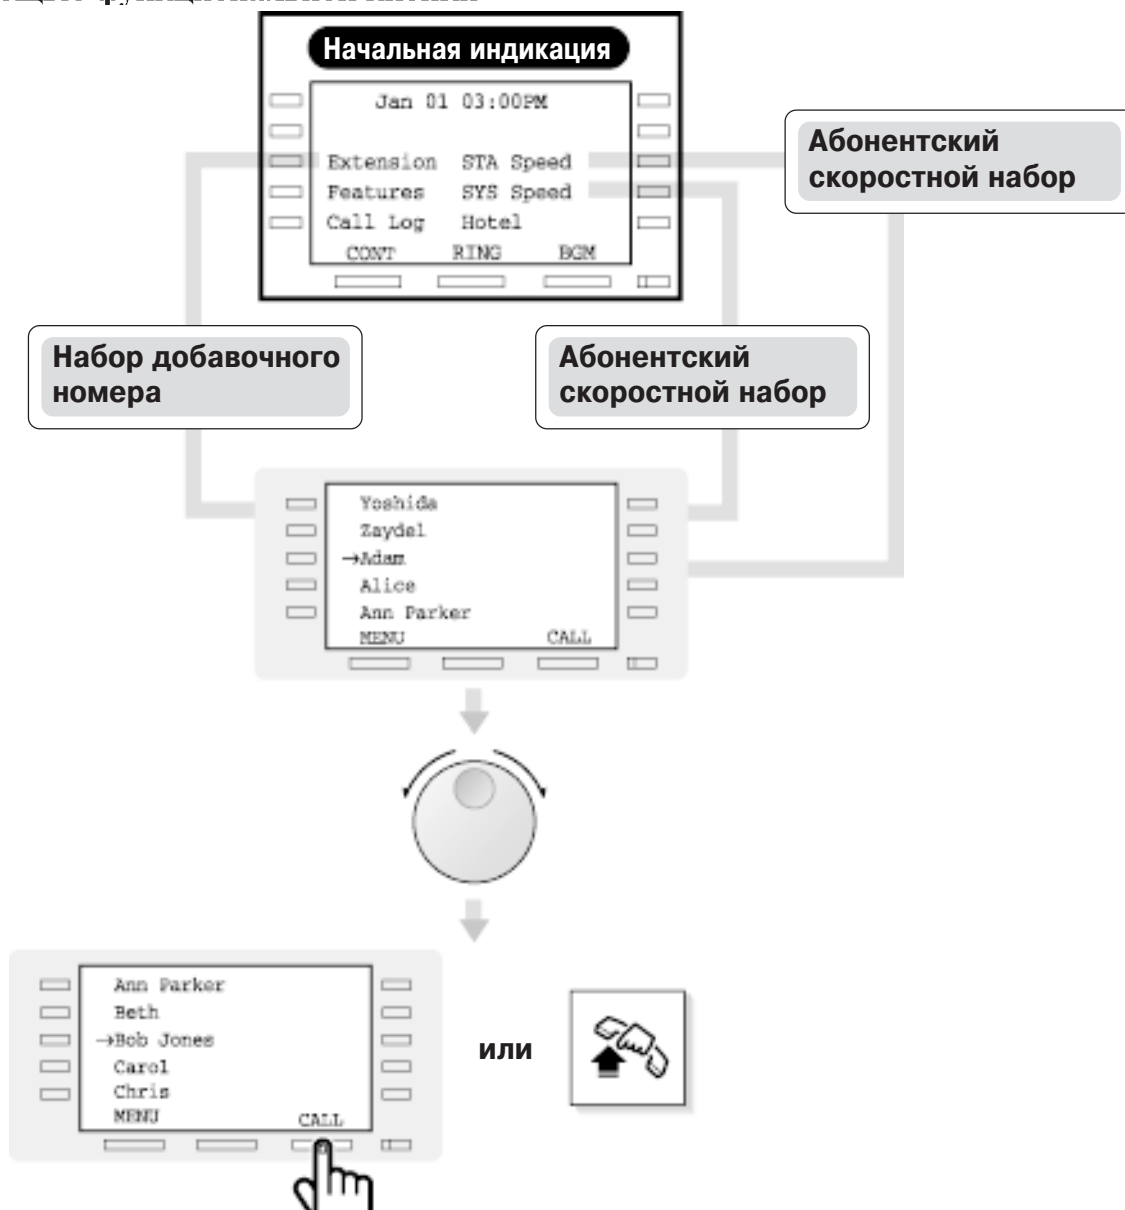 Начальная индикация
Jan 01 03:00PM
Extension STA Speed
Features SYS Speed
Call Log Hotel
CONT RING BGM
Абонентский
скоростной набор
Набор добавочного
номера
Абонентский
скоростной набор
Yoshida
Zaydel
→Adam
Alice
Ann Parker
MENU CALL
Ann Parker
Beth
→Bob Jones
Carol
Chris
MENU CALL
или